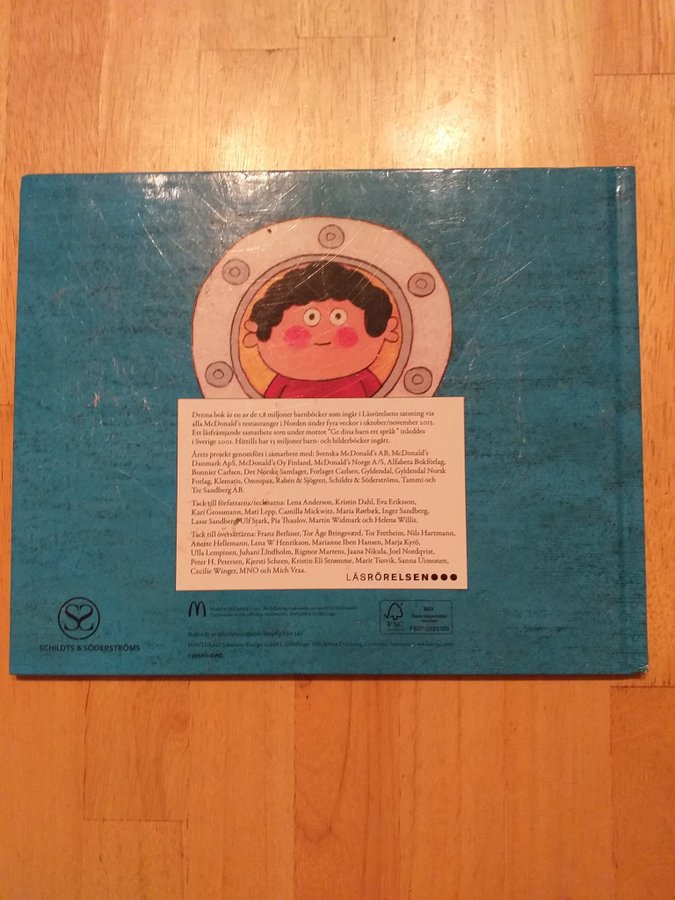 Denna bok är en av de 1,8 miljoner barnböcker som ingår i Läsrörelsens satsning via
alla McDonald's restauranger i Norden under fyra veckor i oktober/november 2015.
Ett läsfrämjande samarbete som under mottot "Ge dina barn ett språk" inleddes
i Sverige 2001. Hittills har 15 miljoner barn- och bilderböcker ingått.
Årets projekt genomförs i samarbete med: Svenska McDonald's AB, McDonald's
Danmark ApS, McDonald's Oy Finland, McDonald's Norge A/S, Alfabeta Bokförlag,
Bonnier Carlsen, Det Norske Samlaget, Forlaget Carlsen, Gyldendal, Gyldendal Norsk
Forlag, Klematis, Omnipax, Rabén & Sjögren, Schildts & Söderströms, Tammi och
Tre Sandberg AB.
Tack till författarna/tecknarna: Lena Anderson, Kristin Dahl, Eva Eriksson,
Kari Grossmann, Mati Lepp, Camilla Mickwitz, Maria Rørbæk, Inger Sandberg,
Lasse Sandberg, Ulf Stark, Pia Thaulov, Martin Widmark och Helena Willis.
Tack till översättarna: Franz Berliner, Tor Åge Bringsværd, Tor Fretheim, Nils Hartmann,
Anette Hellemann, Lena W Henrikson, Marianne Iben Hansen, Marja Kyrö,
Ulla Lempinen, Juhani Lindholm, Rigmor Martens, Jaana Nikula, Joel Nordqvist,
Peter H. Petersen, Kjersti Scheen, Kristin Eli Strømme, Marit Tusvik, Sanna Uimonen,
Cecilie Winger, MNO och Mich Vraa.
LÄSRÖRELSEN
SCHILDTS & SÖDERSTRÖMS
FSC
MIX